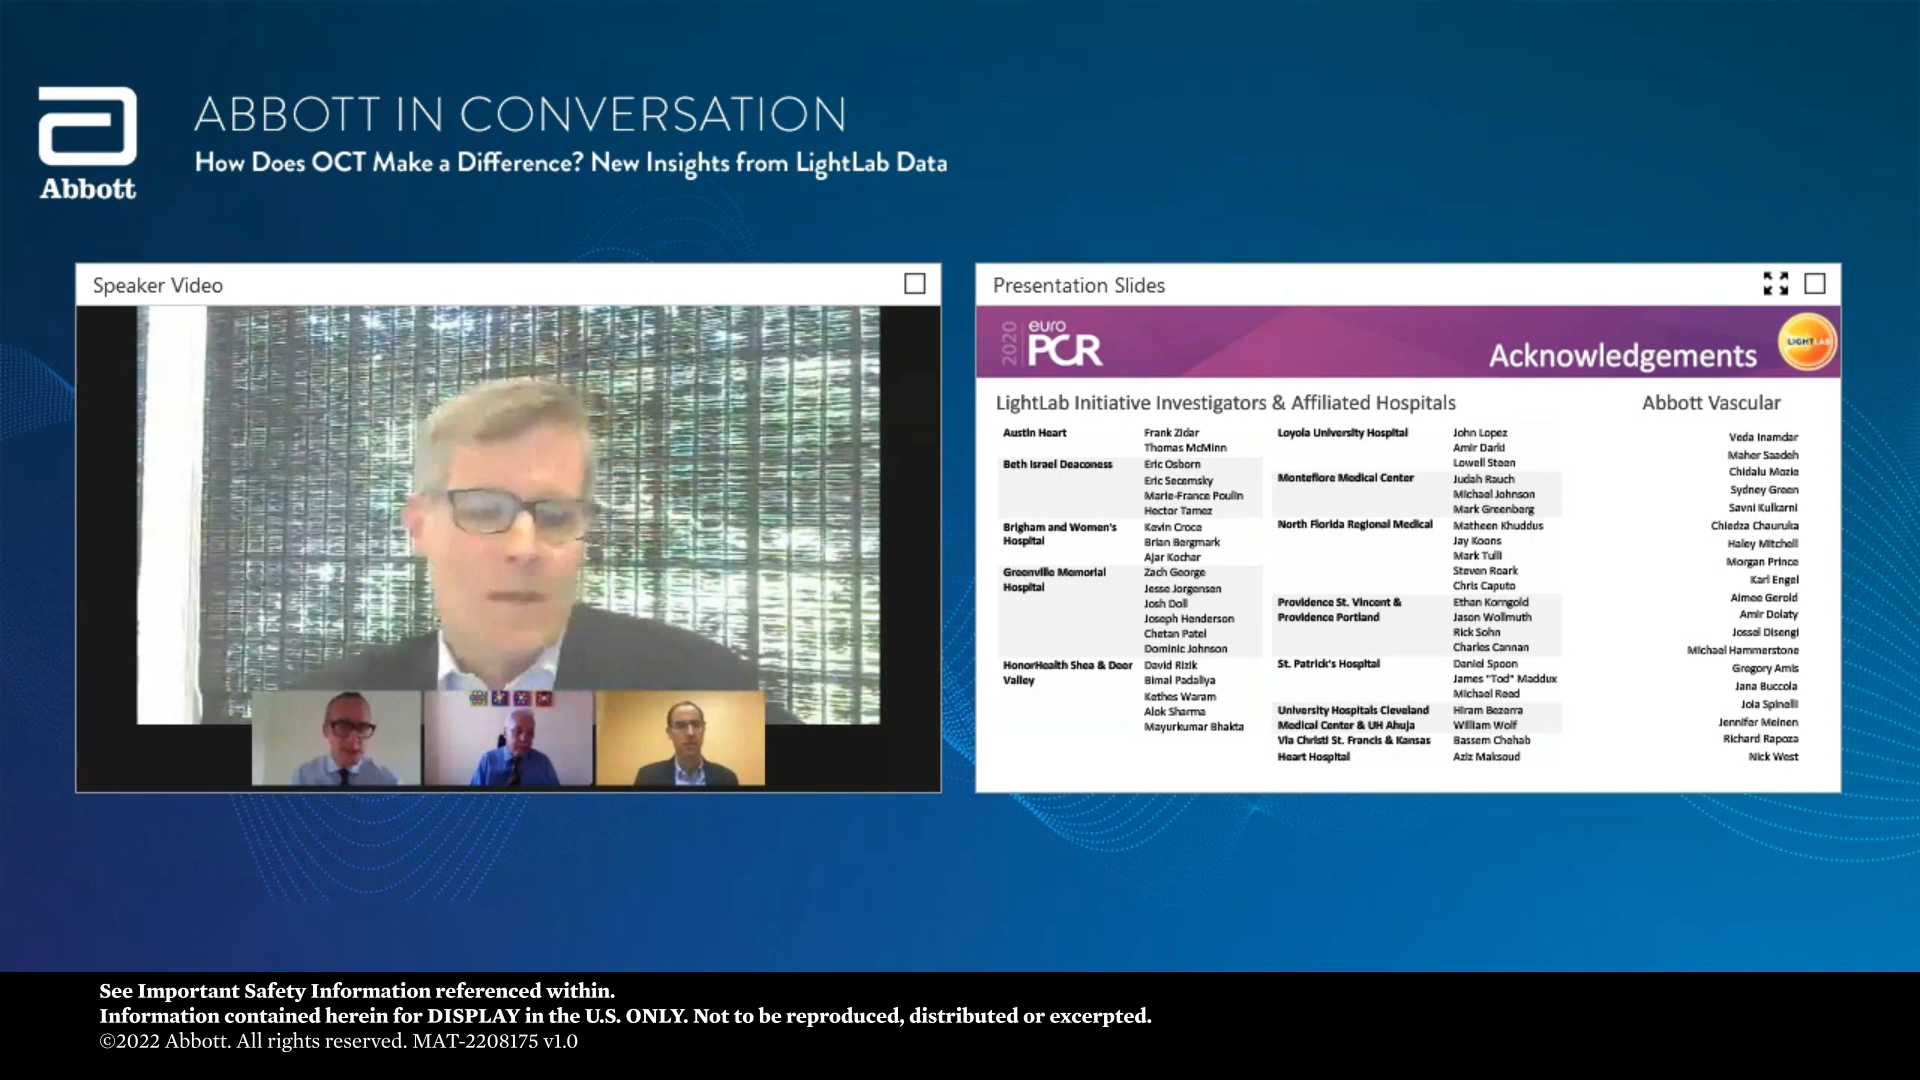 Abbott
ABBOTT IN CONVERSATION
How Does OCT Make a Difference? New Insights from LightLab Data
Speaker Video
Presentation Slides
2020
euro
PCR
Acknowledgements
LIGHTLAB
LightLab Initiative Investigators & Affiliated Hospitals
Austin Heart
Frank Zidar
Thomas McMinn
Beth Israel Deaconess
Eric Osborn
Eric Secemsky
Marie-France Poulin
Hector Tamez
Brigham and Women's
Hospital
Kevin Croce
Brian Bergmark
Ajar Kochar
Greenville Memorial
Hospital
Zach George
Jesse Jorgensen
Josh Doll
Joseph Henderson
Chetan Patel
Dominic Johnson
HonorHealth Shea & Deer
Valley
David Rizik
Bimal Padaliya
Kethes Waram
Alok Sharma
Mayurkumar Bhakta
Loyola University Hospital
John Lopez
Amir Darki
Lowell Steen
Montefiore Medical Center
Judah Rauch
Michael Johnson
Mark Greenberg
North Florida Regional Medical
Matheen Khuddus
Jay Koons
Mark Tulli
Steven Roark
Chris Caputo
Providence St. Vincent &
Providence Portland
Ethan Korngold
Jason Wollmuth
Rick Sohn
Charles Cannan
St. Patrick's Hospital
Daniel Spoon
James "Tod" Maddux
Michael Reed
University Hospitals Cleveland
Medical Center & UH Ahuja
Hiram Bezerra
William Wolf
Via Christi St. Francis & Kansas
Heart Hospital
Bassem Chehab
Aziz Maksoud
Abbott Vascular
Veda Inamdar
Maher Saadeh
Chidalu Mozie
Sydney Green
Savni Kulkarni
Chiedza Chauruka
Haley Mitchell
Morgan Prince
Karl Engel
Aimee Gerold
Amir Dolaty
Jossel Disengi
Michael Hammerstone
Gregory Amis
Jana Buccola
Joia Spinelli
Jennifer Meinen
Richard Rapoza
Nick West
See Important Safety Information referenced within.
Information contained herein for DISPLAY in the U.S. ONLY. Not to be reproduced, distributed or excerpted.
©2022 Abbott. All rights reserved. MAT-2208175 v1.0